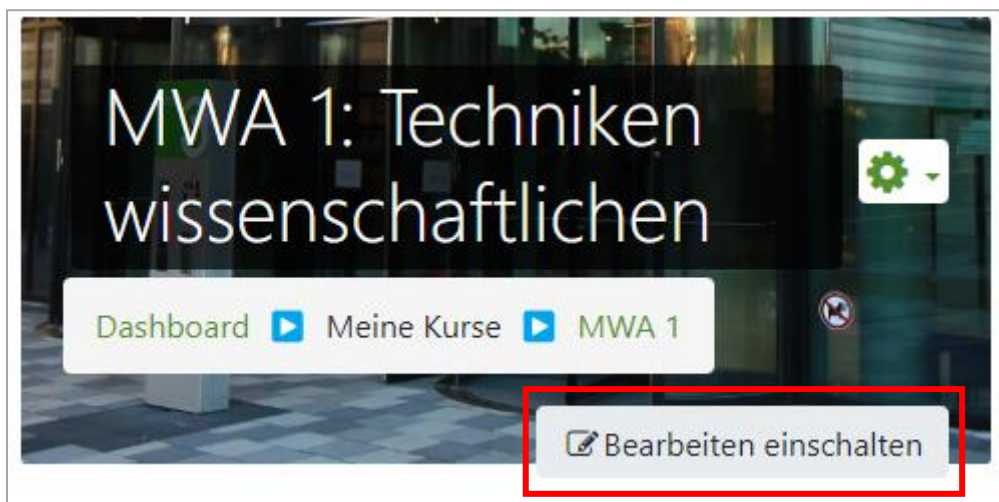 MWA 1: Techniken
wissenschaftlichen
Dashboard Meine Kurse MWA 1
Bearbeiten einschalten